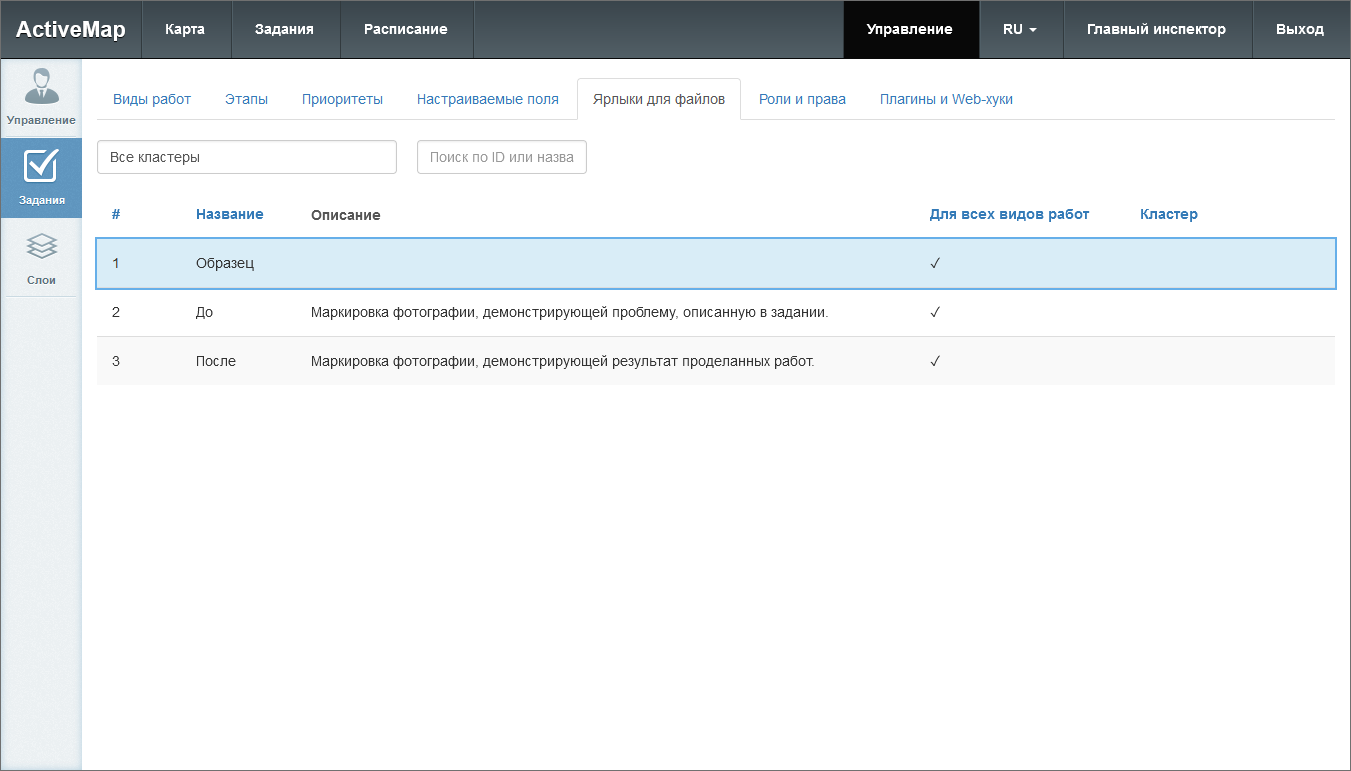 ActiveMap Карта Задания Расписание Управление RU Главный инспектор Выход
Управление
Задания
Слои
Виды работ Этапы Приоритеты Настраиваемые поля Ярлыки для файлов Роли и права Плагины и Web-хуки
Все кластеры Поиск по ID или назва
# Название Описание Для всех видов работ Кластер
1 Образец ✓
2 До Маркировка фотографии, демонстрирующей проблему, описанную в задании. ✓
3 После Маркировка фотографии, демонстрирующей результат проделанных работ. ✓